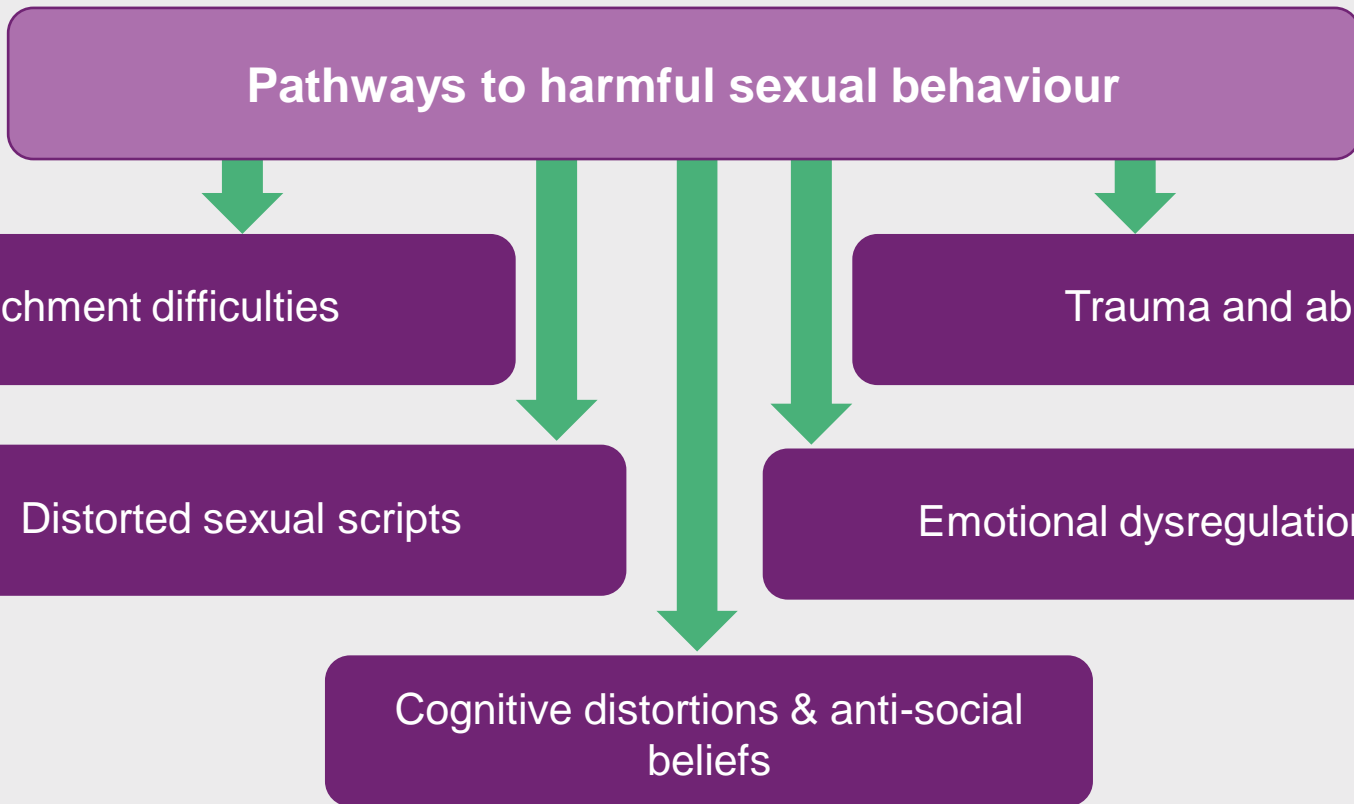 Pathways to harmful sexual behaviour
chment difficulties
Trauma and ab
Distorted sexual scripts
Emotional dysregulation
Cognitive distortions & anti-social
beliefs